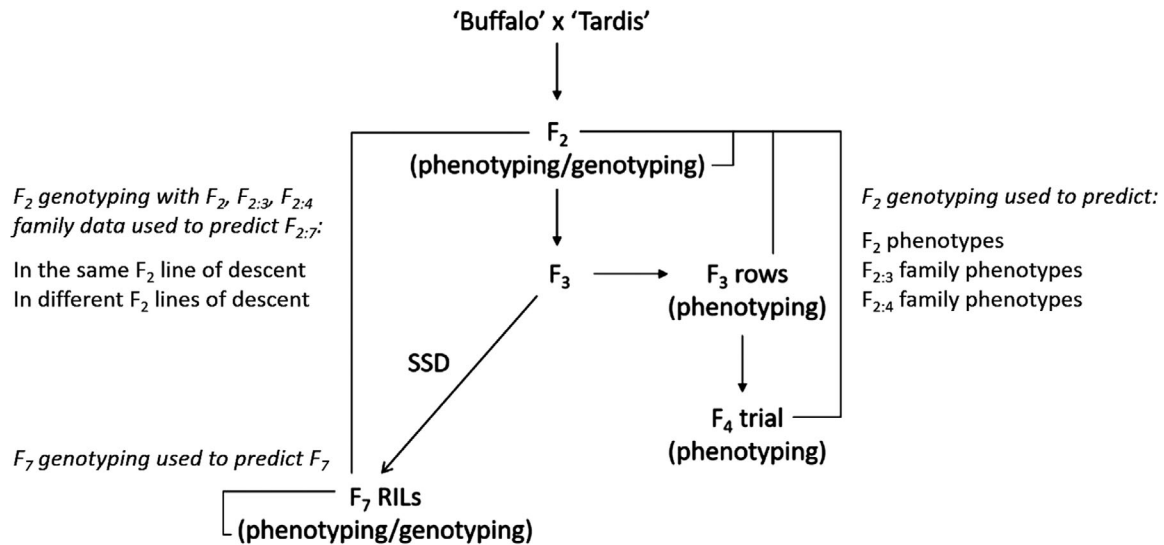 ‘Buffalo’ x ‘Tardis’
F₂
(phenotyping/genotyping)
F₂ genotyping with F₂, F₂:₃, F₂:₄
family data used to predict F₂:₇:
In the same F₂ line of descent
In different F₂ lines of descent
F₂ genotyping used to predict:
F₂ phenotypes
F₂:₃ family phenotypes
F₂:₄ family phenotypes
F₃
F₃ rows
(phenotyping)
SSD
F₄ trial
(phenotyping)
F₇ genotyping used to predict F₇
F₇ RILs
(phenotyping/genotyping)